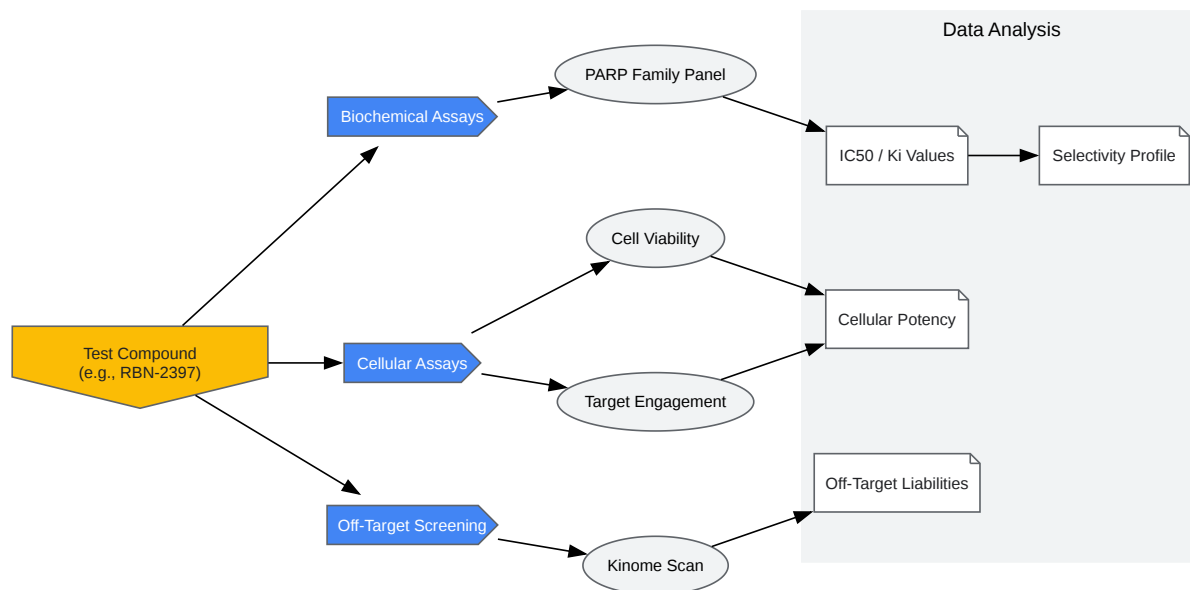 Data Analysis
PARP Family Panel
Biochemical Assays
IC50 / Ki Values
Selectivity Profile
Cell Viability
Cellular Potency
Test Compound
(e.g., RBN-2397)
Cellular Assays
Target Engagement
Off-Target Liabilities
Off-Target Screening
Kinome Scan